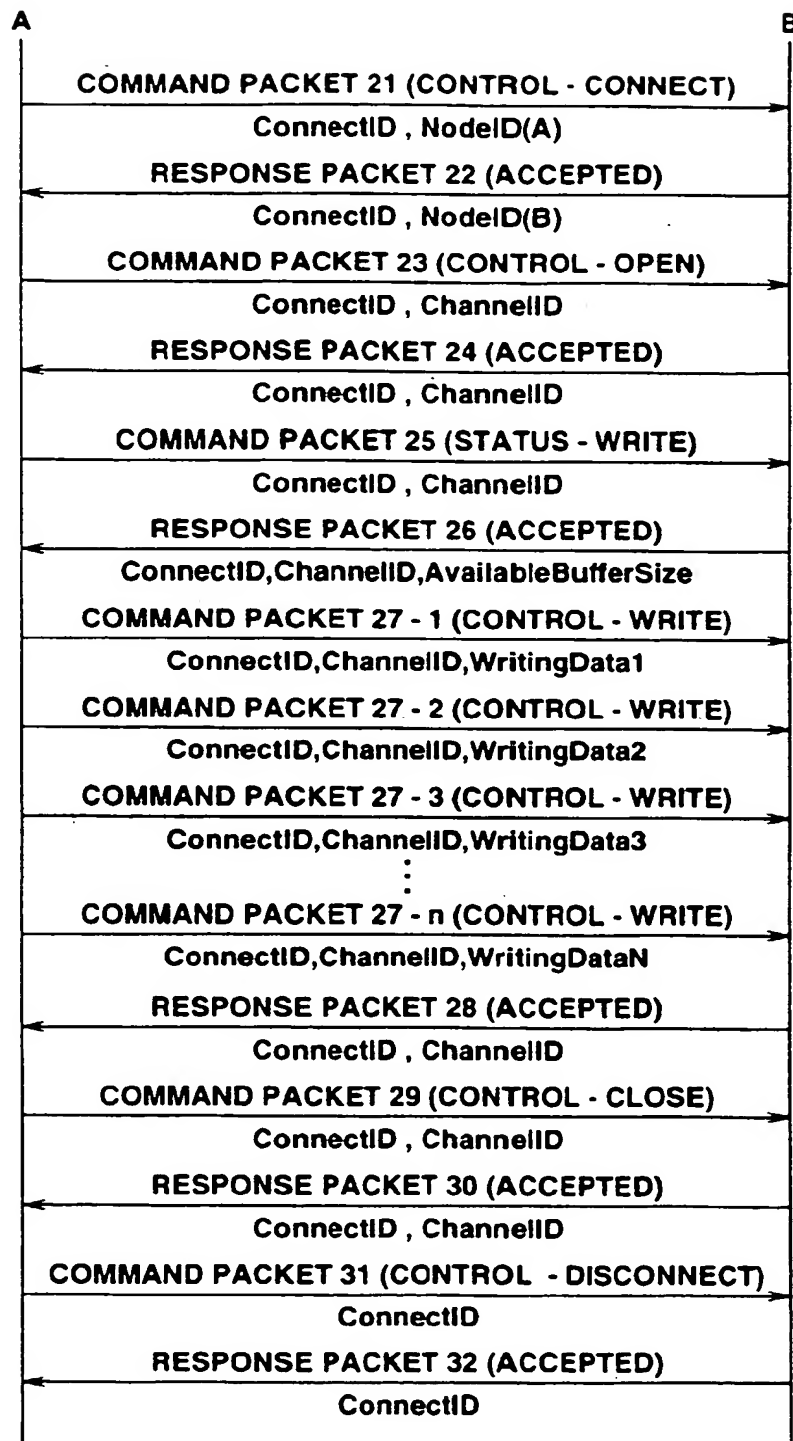 A B
COMMAND PACKET 21 (CONTROL - CONNECT)
ConnectID , NodeID(A)
RESPONSE PACKET 22 (ACCEPTED)
ConnectID , NodeID(B)
COMMAND PACKET 23 (CONTROL - OPEN)
ConnectID , ChannelID
RESPONSE PACKET 24 (ACCEPTED)
ConnectID , ChannelID
COMMAND PACKET 25 (STATUS - WRITE)
ConnectID , ChannelID
RESPONSE PACKET 26 (ACCEPTED)
ConnectID,ChannelID,AvailableBufferSize
COMMAND PACKET 27 - 1 (CONTROL - WRITE)
ConnectID,ChannelID,WritingData1
COMMAND PACKET 27 - 2 (CONTROL - WRITE)
ConnectID,ChannelID,WritingData2
COMMAND PACKET 27 - 3 (CONTROL - WRITE)
ConnectID,ChannelID,WritingData3
COMMAND PACKET 27 - n (CONTROL - WRITE)
ConnectID,ChannelID,WritingDataN
RESPONSE PACKET 28 (ACCEPTED)
ConnectID , ChannelID
COMMAND PACKET 29 (CONTROL - CLOSE)
ConnectID , ChannelID
RESPONSE PACKET 30 (ACCEPTED)
ConnectID , ChannelID
COMMAND PACKET 31 (CONTROL - DISCONNECT)
ConnectID
RESPONSE PACKET 32 (ACCEPTED)
ConnectID